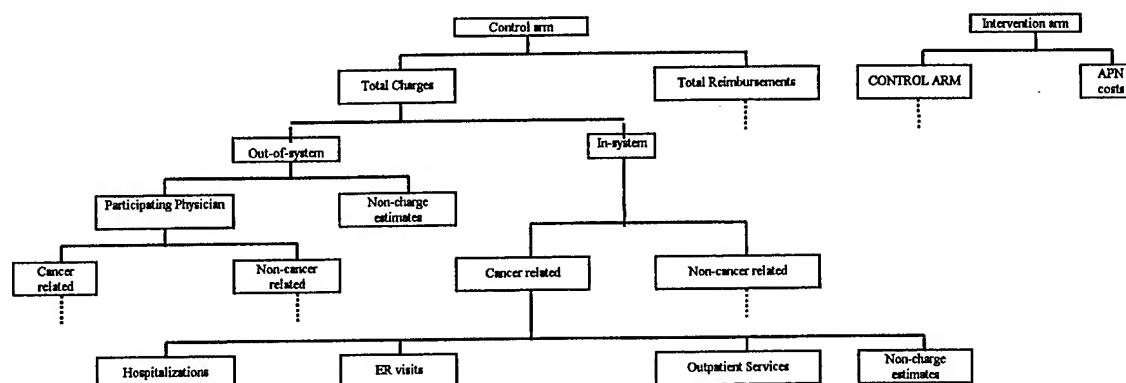 Control arm
Intervention arm
Total Charges
Total Reimbursements
CONTROL ARM
APN
costs
Out-of-system
In-system
Participating Physician
Non-charge
estimates
Cancer
related
Non-cancer
related
Cancer related
Non-cancer related
Hospitalizations
ER visits
Outpatient Services
Non-charge
estimates